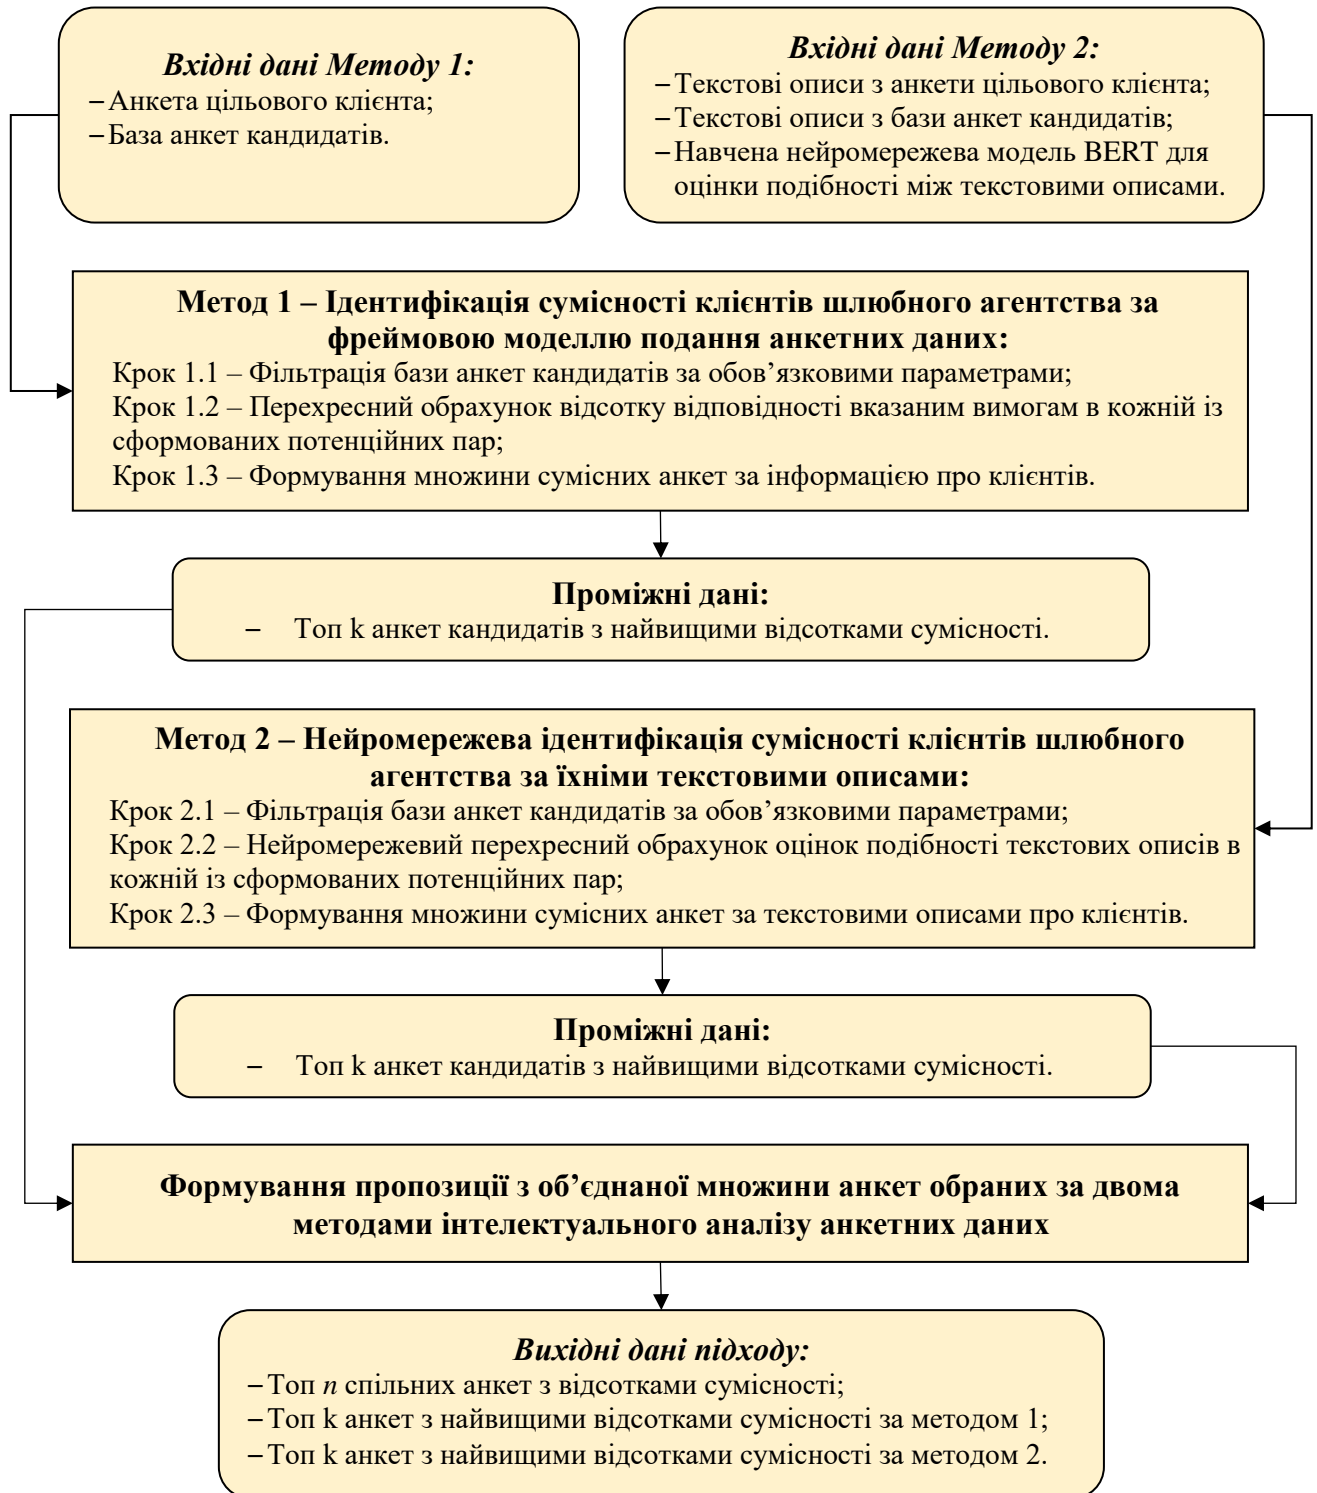 Вхідні дані Методу 1:
– Анкета цільового клієнта;
– База анкет кандидатів.
Вхідні дані Методу 2:
– Текстові описи з анкети цільового клієнта;
– Текстові описи з бази анкет кандидатів;
– Навчена нейромережева модель BERT для
оцінки подібності між текстовими описами.
Метод 1 – Ідентифікація сумісності клієнтів шлюбного агентства за
фреймовою моделлю подання анкетних даних:
Крок 1.1 – Фільтрація бази анкет кандидатів за обов’язковими параметрами;
Крок 1.2 – Перехресний обрахунок відсотку відповідності вказаним вимогам в кожній із
сформованих потенційних пар;
Крок 1.3 – Формування множини сумісних анкет за інформацією про клієнтів.
Проміжні дані:
– Топ k анкет кандидатів з найвищими відсотками сумісності.
Метод 2 – Нейромережева ідентифікація сумісності клієнтів шлюбного
агентства за їхніми текстовими описами:
Крок 2.1 – Фільтрація бази анкет кандидатів за обов’язковими параметрами;
Крок 2.2 – Нейромережевий перехресний обрахунок оцінок подібності текстових описів в
кожній із сформованих потенційних пар;
Крок 2.3 – Формування множини сумісних анкет за текстовими описами про клієнтів.
Проміжні дані:
– Топ k анкет кандидатів з найвищими відсотками сумісності.
Формування пропозиції з об’єднаної множини анкет обраних за двома
методами інтелектуального аналізу анкетних даних
Вихідні дані підходу:
– Топ n спільних анкет з відсотками сумісності;
– Топ k анкет з найвищими відсотками сумісності за методом 1;
– Топ k анкет з найвищими відсотками сумісності за методом 2.